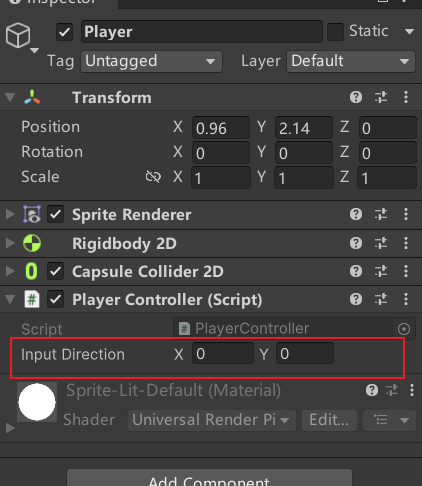 Inspector
Player
Static
Tag Untagged Layer Default
Transform
Position X 0.96 Y 2.14 Z 0
Rotation X 0 Y 0 Z 0
Scale X 1 Y 1 Z 1
Sprite Renderer
Rigidbody 2D
Capsule Collider 2D
Player Controller (Script)
Script PlayerController
Input Direction X 0 Y 0
Sprite-Lit-Default (Material)
Shader Universal Render Pi Edit...
Add Component